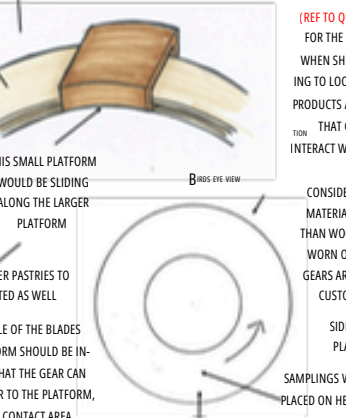 (REF TO Q
FOR THE
WHEN SH
ING TO LOO
PRODUCTS A
TION THAT C
INTERACT W
HIS SMALL PLATFORM
WOULD BE SLIDING
ALONG THE LARGER
PLATFORM
BIRDS EYE VIEW
CONSIDE
MATERIA
THAN WO
WORN O
GEARS AR
CUSTO
ER PASTRIES TO
TED AS WELL
LE OF THE BLADES
ORM SHOULD BE IN-
HAT THE GEAR CAN
R TO THE PLATFORM,
CONTACT AREA
SID
PLA
SAMPLINGS W
PLACED ON HE